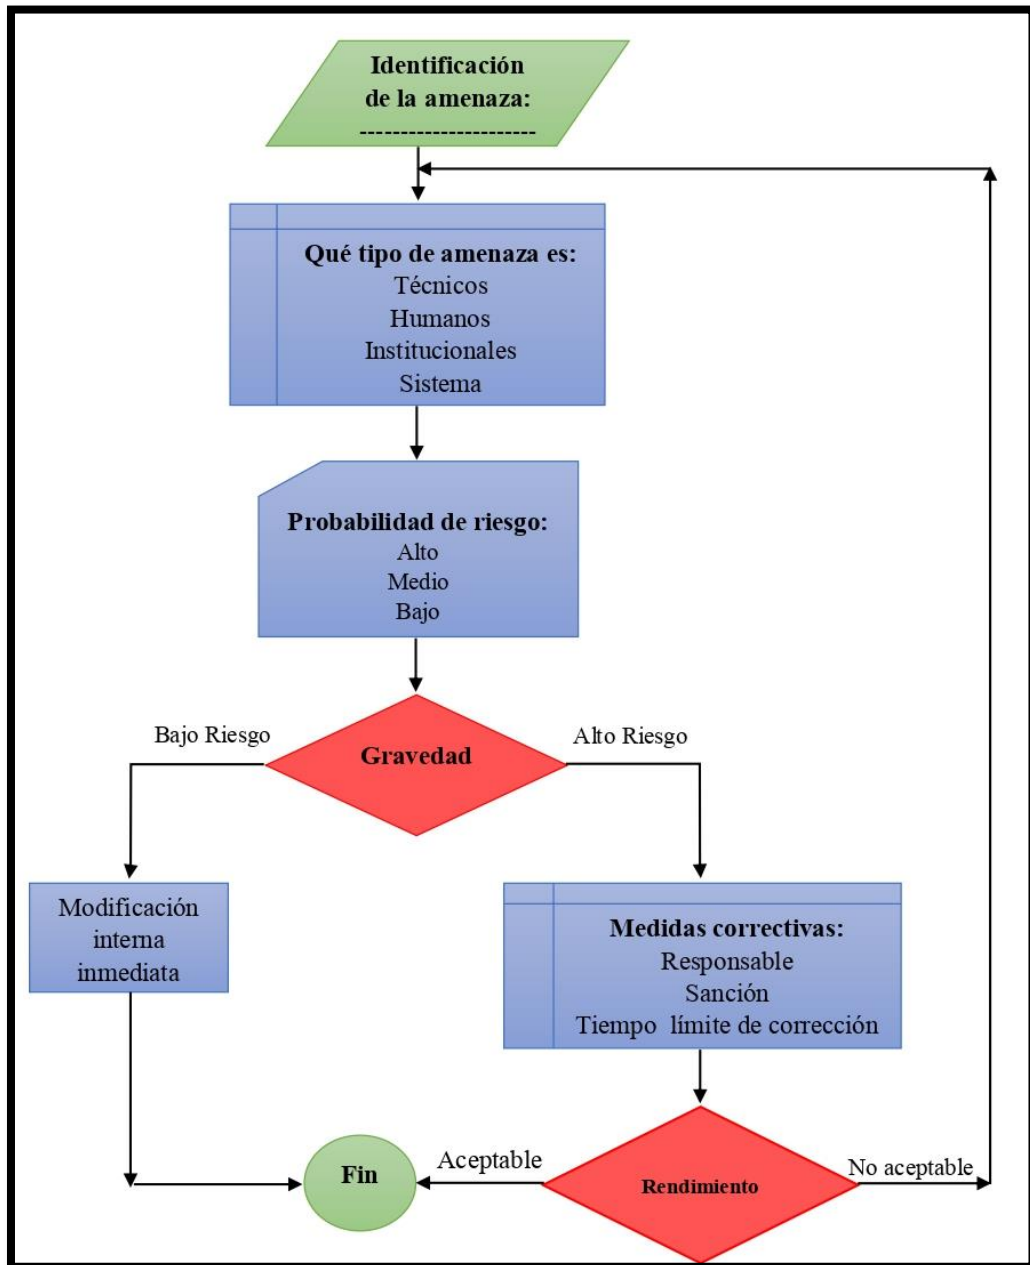 Identificación
de la amenaza:
----------------------
Qué tipo de amenaza es:
Técnicos
Humanos
Institucionales
Sistema
Probabilidad de riesgo:
Alto
Medio
Bajo
Bajo Riesgo
Gravedad
Alto Riesgo
Modificación
interna
inmediata
Medidas correctivas:
Responsable
Sanción
Tiempo límite de corrección
Fin
Aceptable
Rendimiento
No aceptable